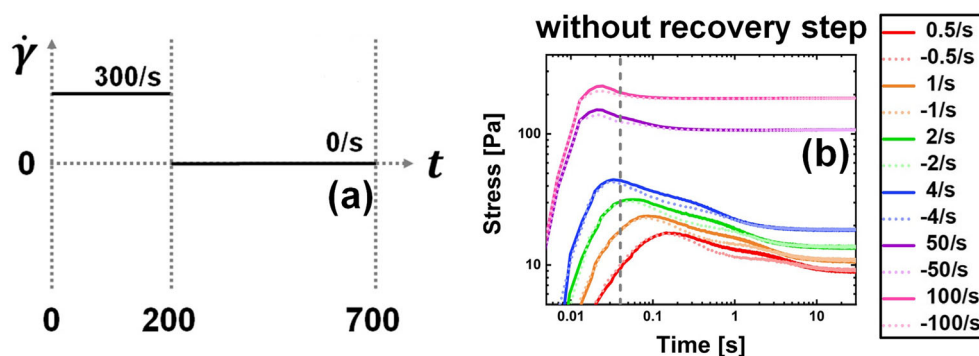 γ̇
300/s
0
0/s
t
(a)
0
200
700
without recovery step
Stress [Pa]
100
10
(b)
0.01
0.1
1
10
Time [s]
0.5/s
-0.5/s
1/s
-1/s
2/s
-2/s
4/s
-4/s
50/s
-50/s
100/s
-100/s